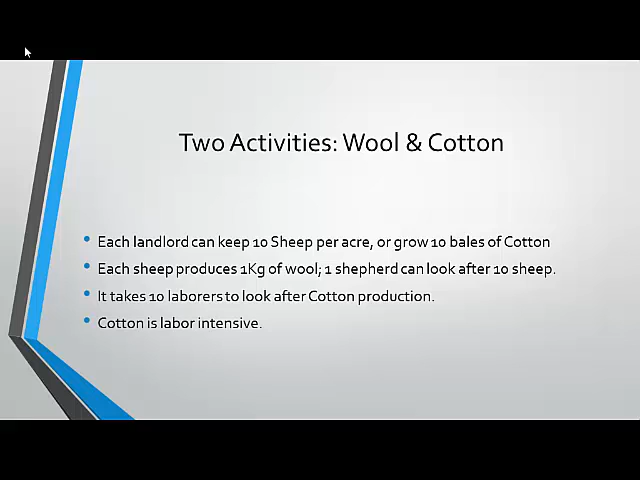 Two Activities: Wool & Cotton
• Each landlord can keep 10 Sheep per acre, or grow 10 bales of Cotton
• Each sheep produces 1Kg of wool; 1 shepherd can look after 10 sheep.
• It takes 10 laborers to look after Cotton production.
• Cotton is labor intensive.